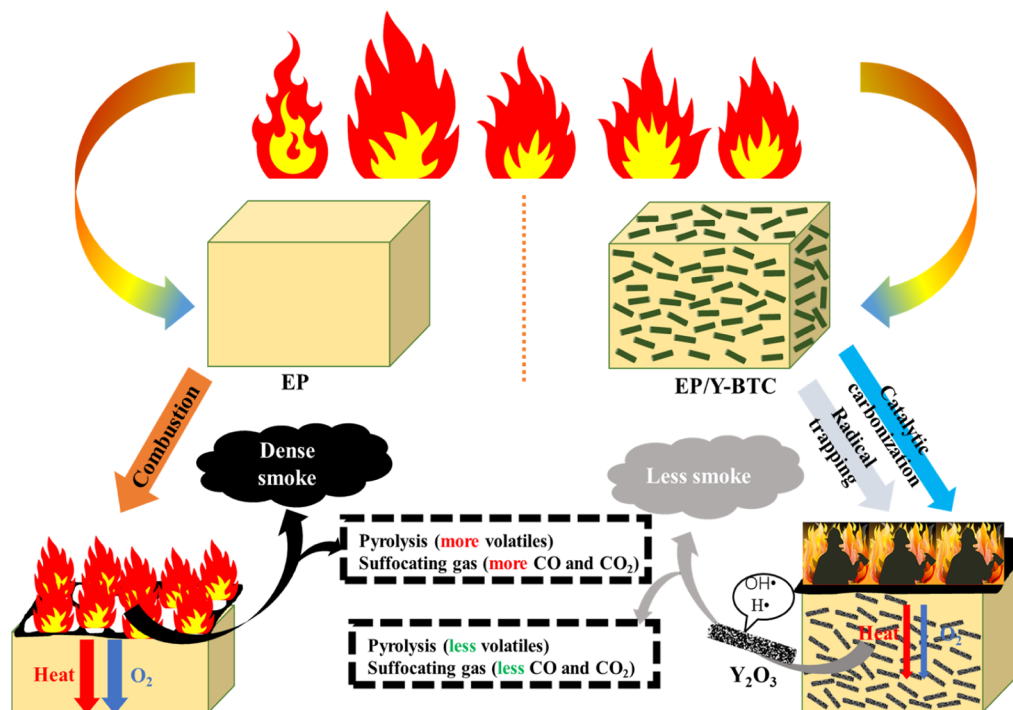 EP
EP/Y-BTC
Combustion
Radical
trapping
Catalytic
carbonization
Dense
smoke
Less smoke
Pyrolysis (more volatiles)
Suffocating gas (more CO and CO₂)
OH•
H•
Pyrolysis (less volatiles)
Suffocating gas (less CO and CO₂)
Heat
O₂
Y₂O₃
Heat
O₂